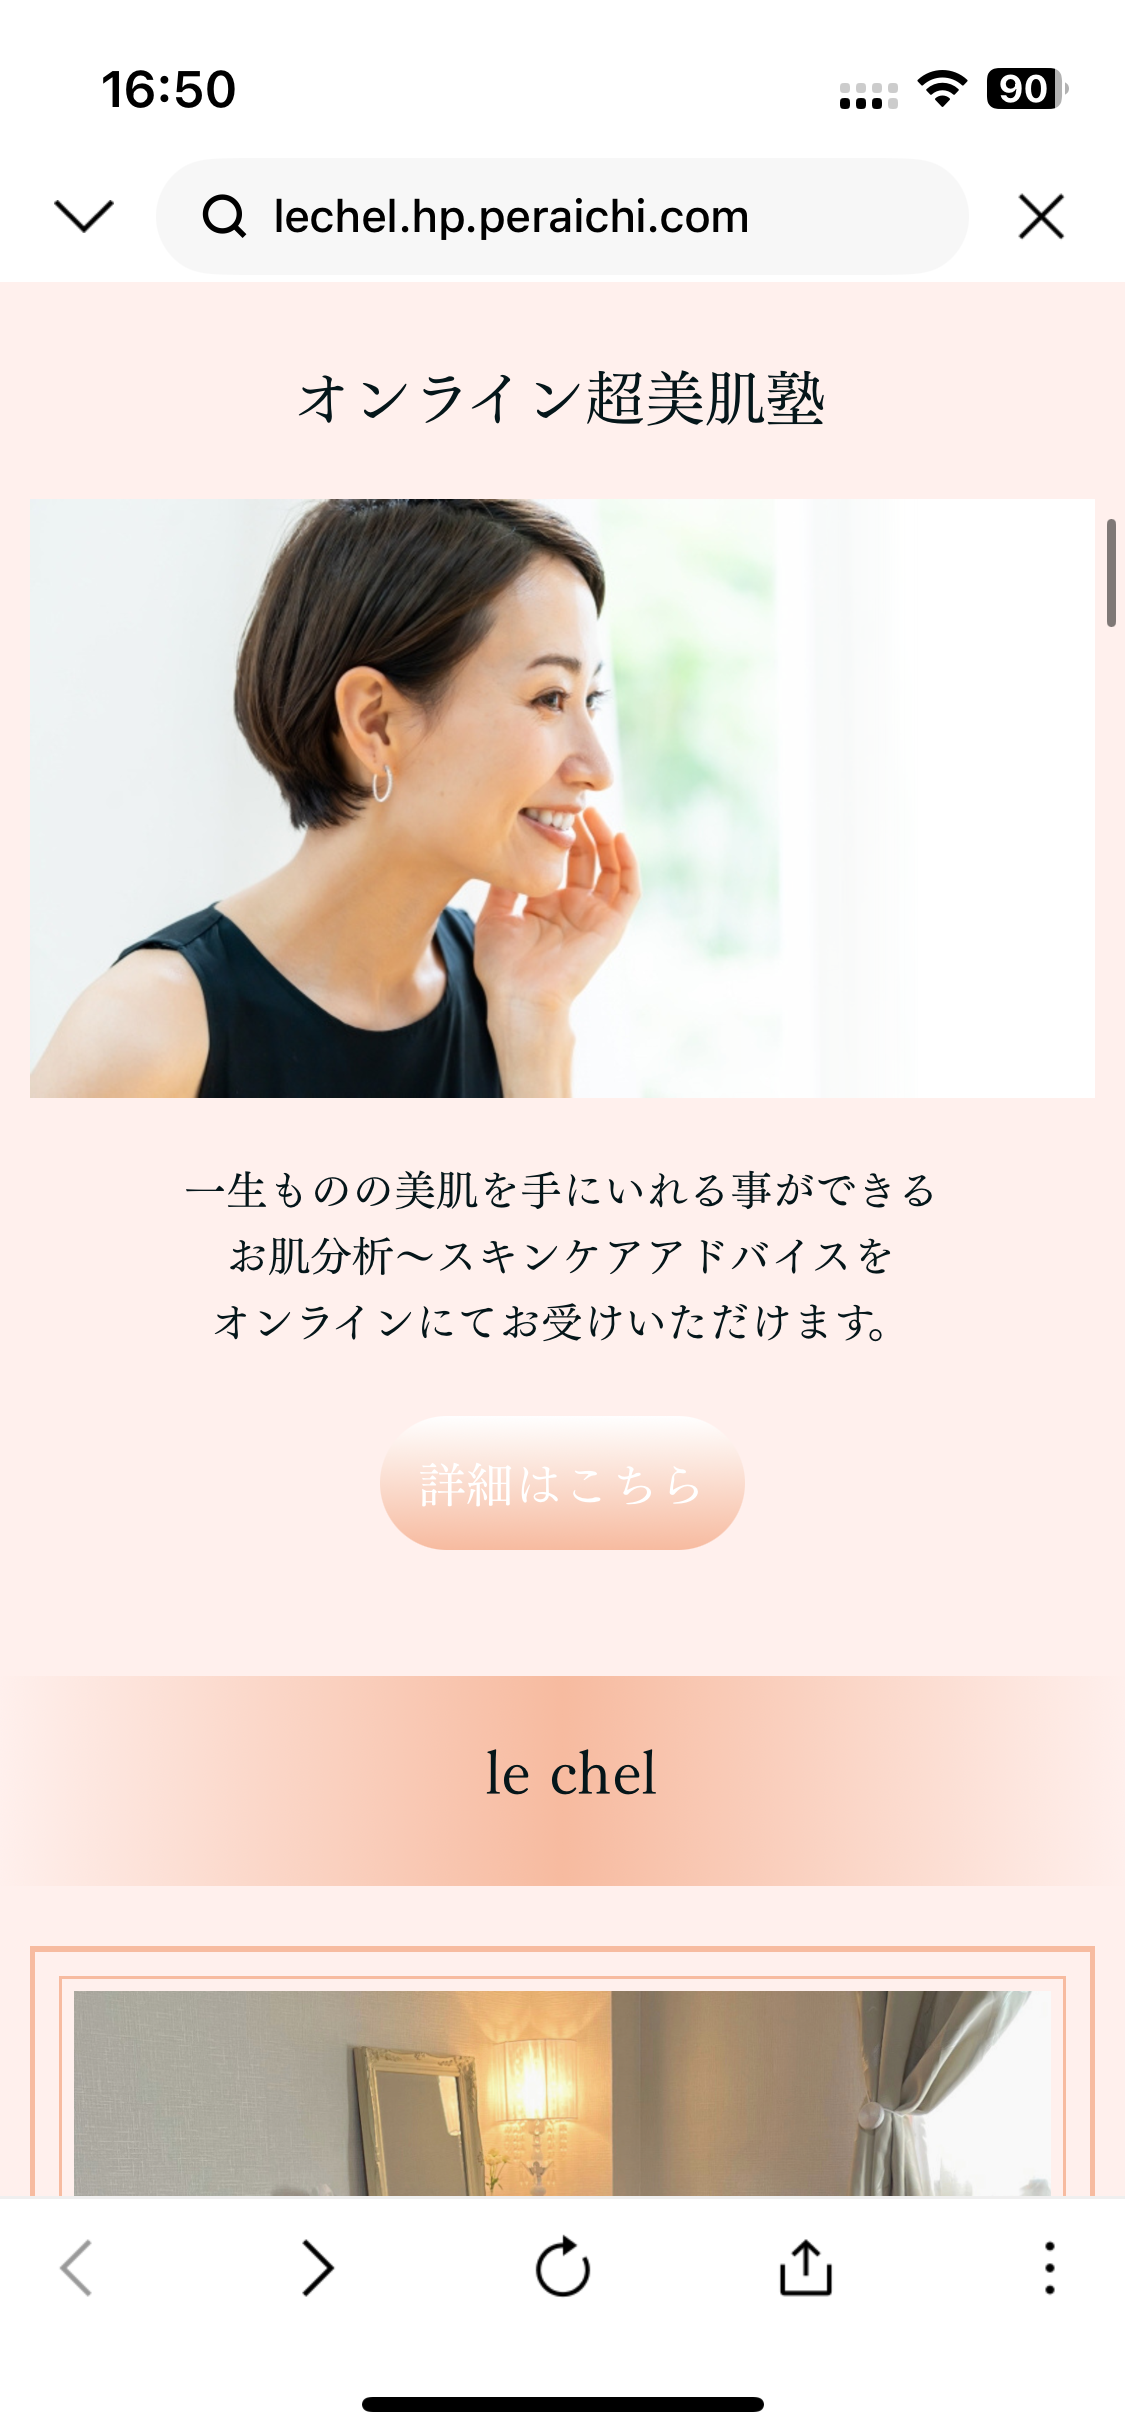 16:50
90
lechel.hp.peraichi.com
オンライン超美肌塾
一生ものの美肌を手にいれる事ができる
お肌分析〜スキンケアアドバイスを
オンラインにてお受けいただけます。
詳細はこちら
le chel